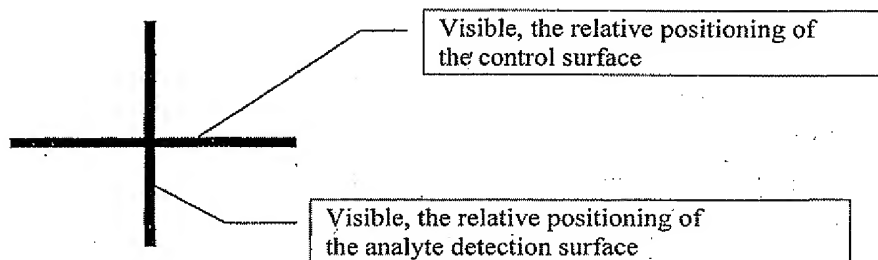 Visible, the relative positioning of
the control surface
Visible, the relative positioning of
the analyte detection surface